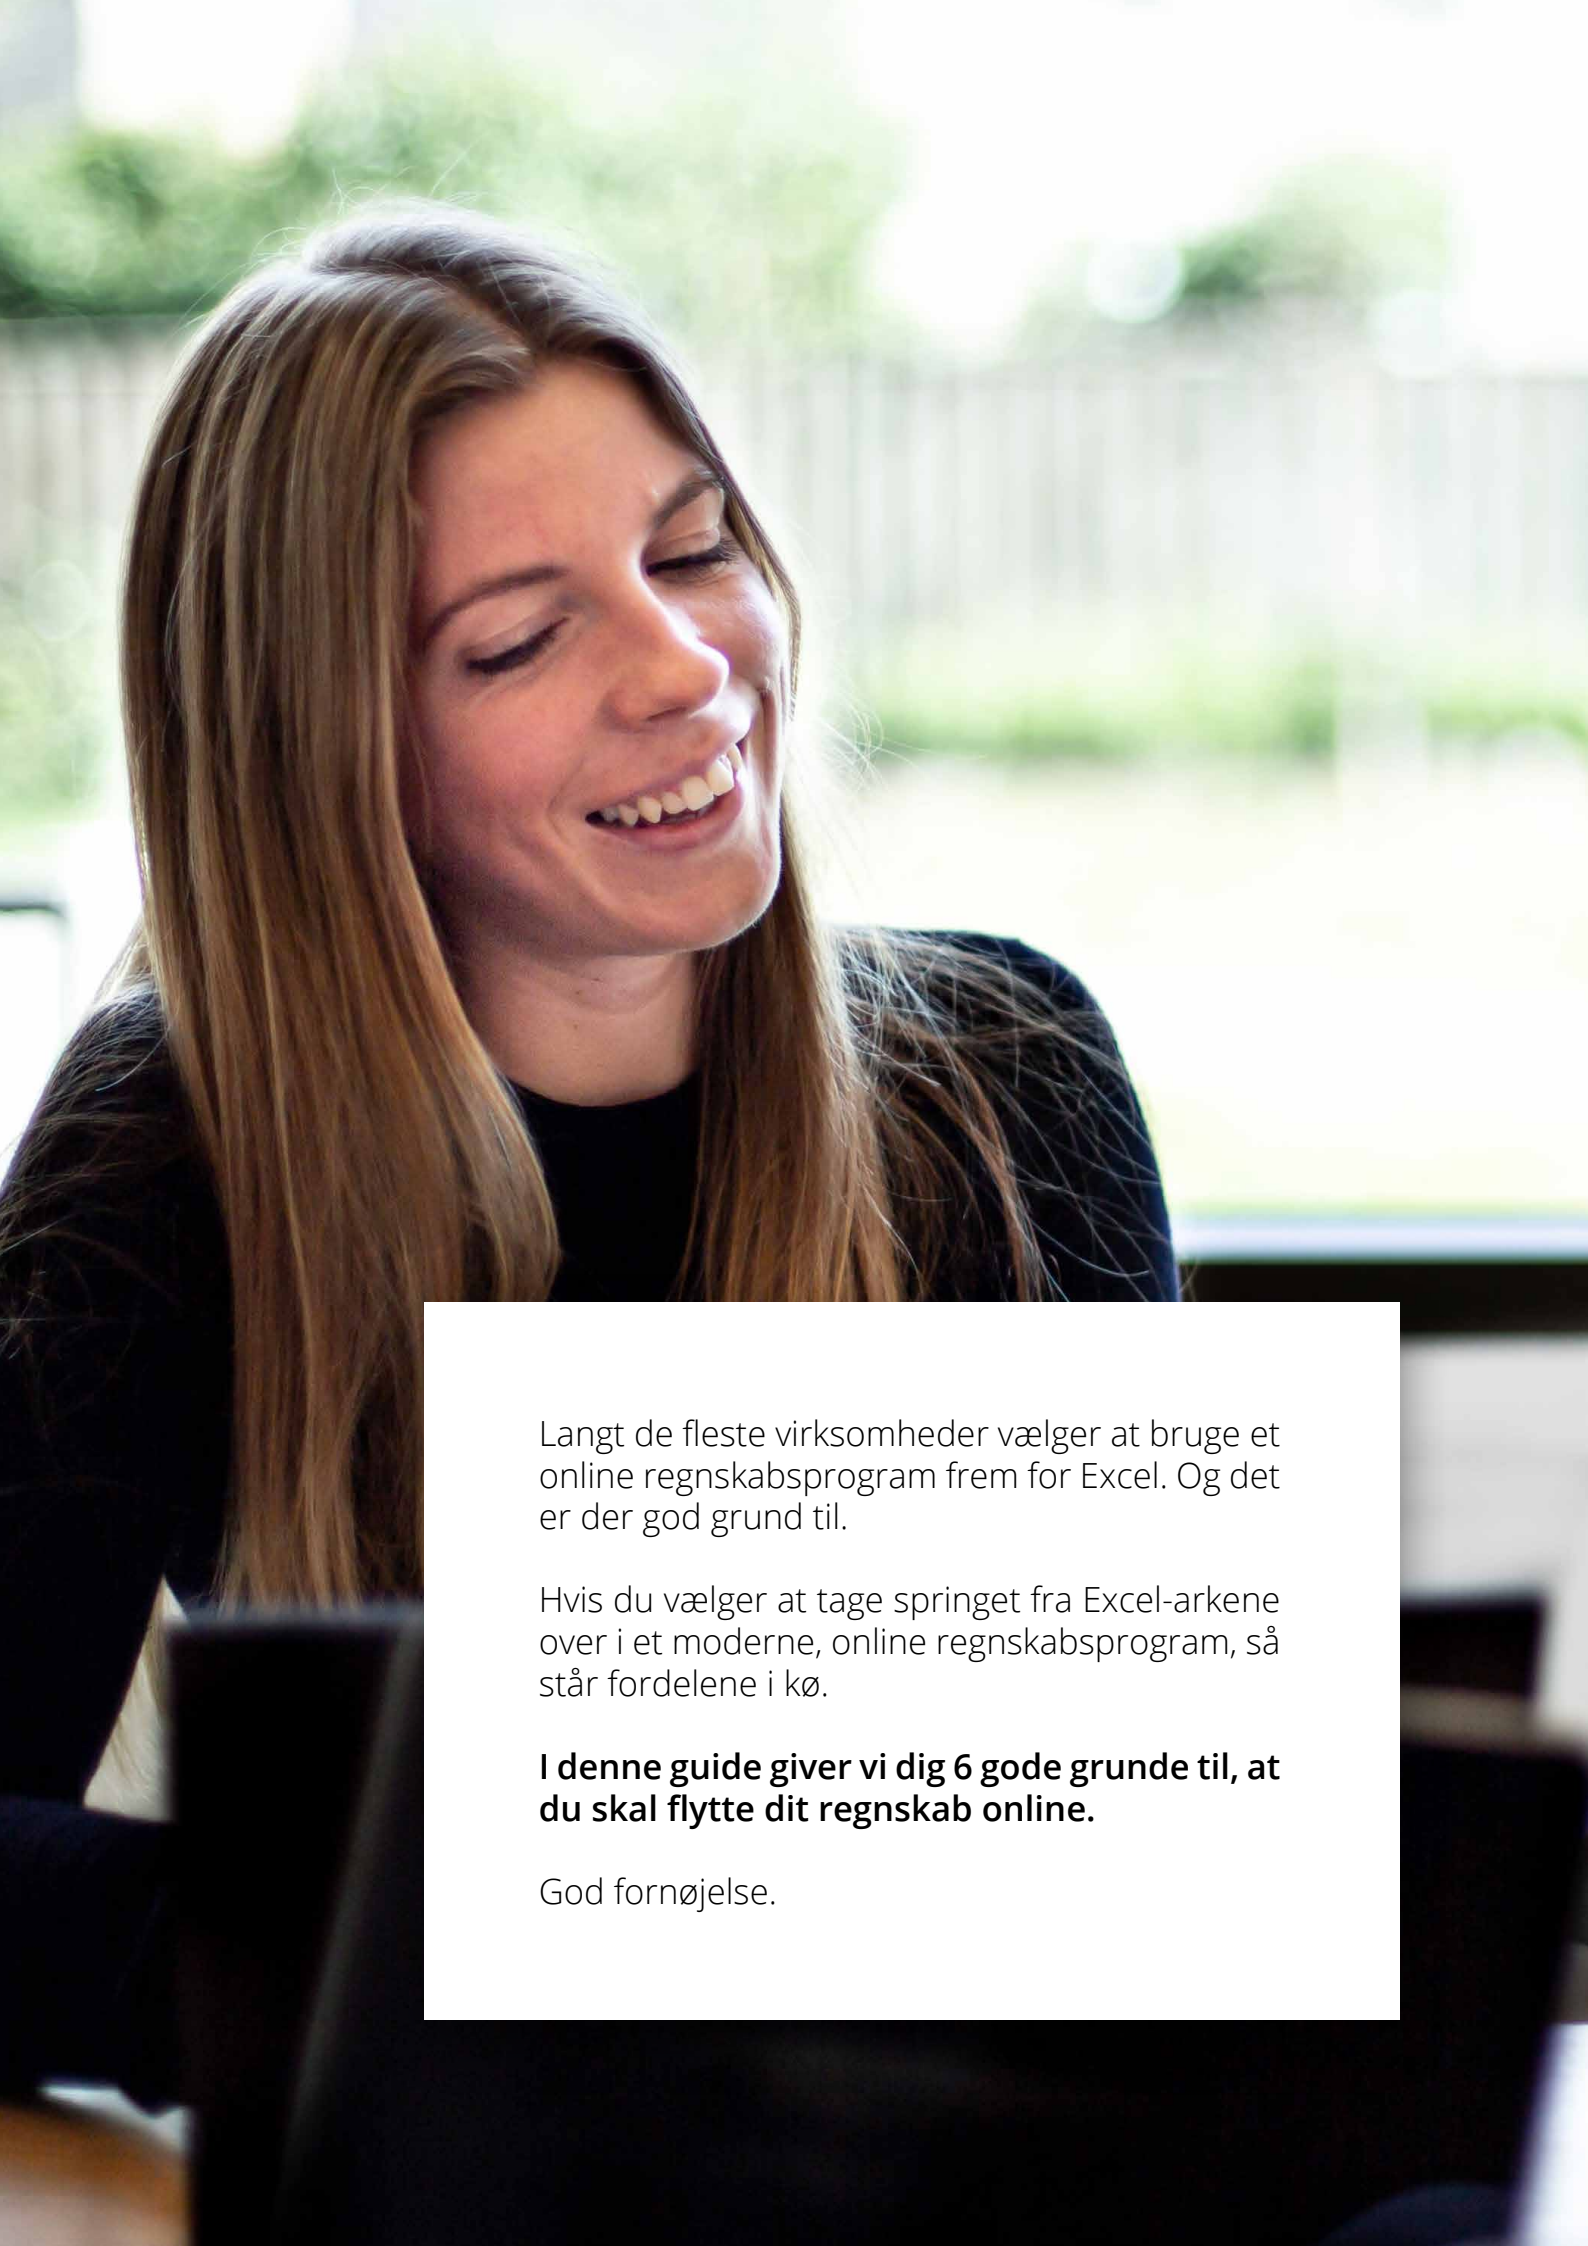 Langt de fleste virksomheder vælger at bruge et
online regnskabsprogram frem for Excel. Og det
er der god grund til.
Hvis du vælger at tage springet fra Excel-arkene
over i et moderne, online regnskabsprogram, så
står fordelene i kø.
I denne guide giver vi dig 6 gode grunde til, at
du skal flytte dit regnskab online.
God fornøjelse.